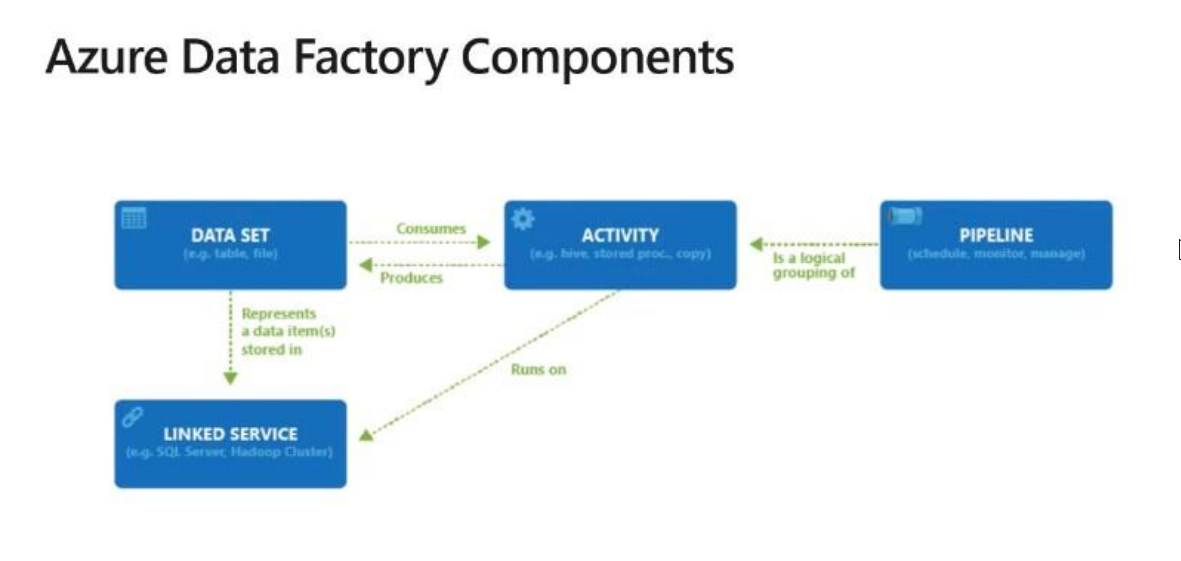 Azure Data Factory Components
DATA SET
(e.g. table, file)
Consumes
Produces
ACTIVITY
(e.g. hive, stored proc., copy)
Is a logical
grouping of
PIPELINE
(schedule, monitor, manage)
Represents
a data item(s)
stored in
Runs on
LINKED SERVICE
(e.g. SQL Server, Hadoop Cluster)